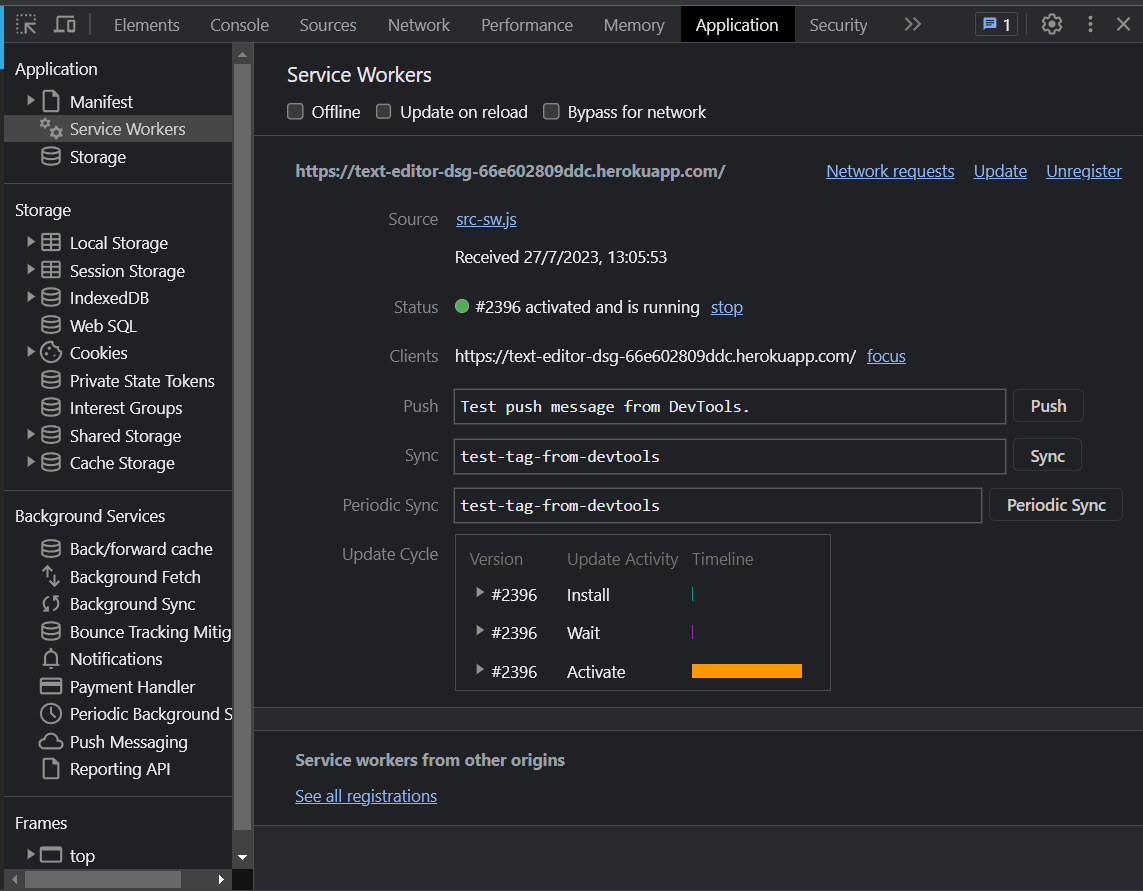 Elements Console Sources Network Performance Memory Application Security 1
Application
Manifest
Service Workers
Storage
Storage
Local Storage
Session Storage
IndexedDB
Web SQL
Cookies
Private State Tokens
Interest Groups
Shared Storage
Cache Storage
Background Services
Back/forward cache
Background Fetch
Background Sync
Bounce Tracking Mitig
Notifications
Payment Handler
Periodic Background S
Push Messaging
Reporting API
Frames
top
Service Workers
Offline Update on reload Bypass for network
https://text-editor-dsg-66e602809ddc.herokuapp.com/ Network requests Update Unregister
Source src-sw.js
Received 27/7/2023, 13:05:53
Status #2396 activated and is running stop
Clients https://text-editor-dsg-66e602809ddc.herokuapp.com/ focus
Push Test push message from DevTools. Push
Sync test-tag-from-devtools Sync
Periodic Sync test-tag-from-devtools Periodic Sync
Update Cycle Version Update Activity Timeline
#2396 Install
#2396 Wait
#2396 Activate
Service workers from other origins
See all registrations